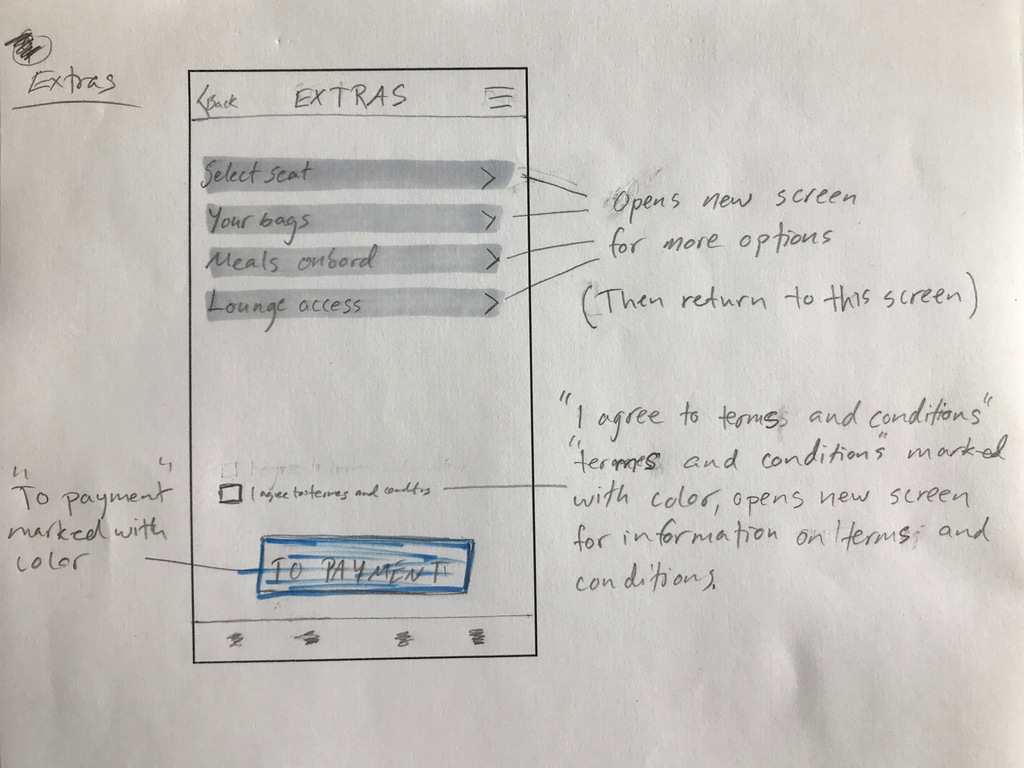 Extras
Back
EXTRAS
Select seat
Your bags
Meals onbord
Lounge access
Opens new screen
for more options
(Then return to this screen)
I agree to termes and conditions
TO PAYMENT
"To payment"
marked with
color
"I agree to terms and conditions"
"termes and conditions" marked
with color, opens new screen
for information on terms and
conditions.